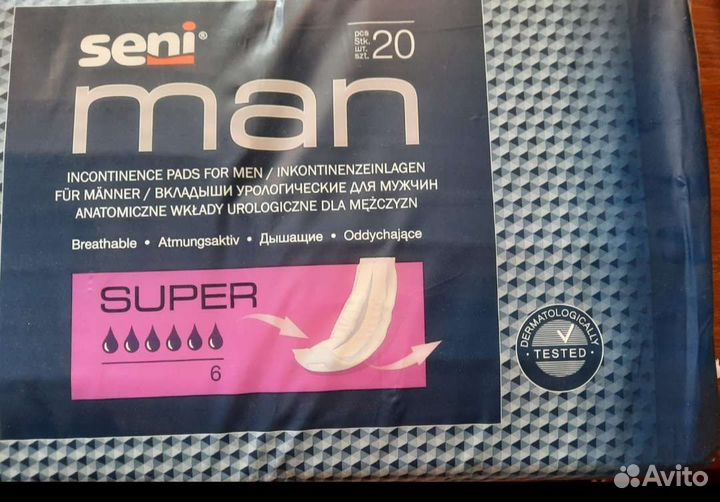 seni®
pcs
Stk.
шт.
szt.
20
man
INCONTINENCE PADS FOR MEN / INKONTINENZEINLAGEN
FÜR MÄNNER / ВКЛАДЫШИ УРОЛОГИЧЕСКИЕ ДЛЯ МУЖЧИН
ANATOMICZNE WKŁADY UROLOGICZNE DLA MĘŻCZYZN
Breathable • Atmungsaktiv • Дышащие • Oddychające
SUPER
6
DERMATOLOGICALLY
• TESTED •
Avito